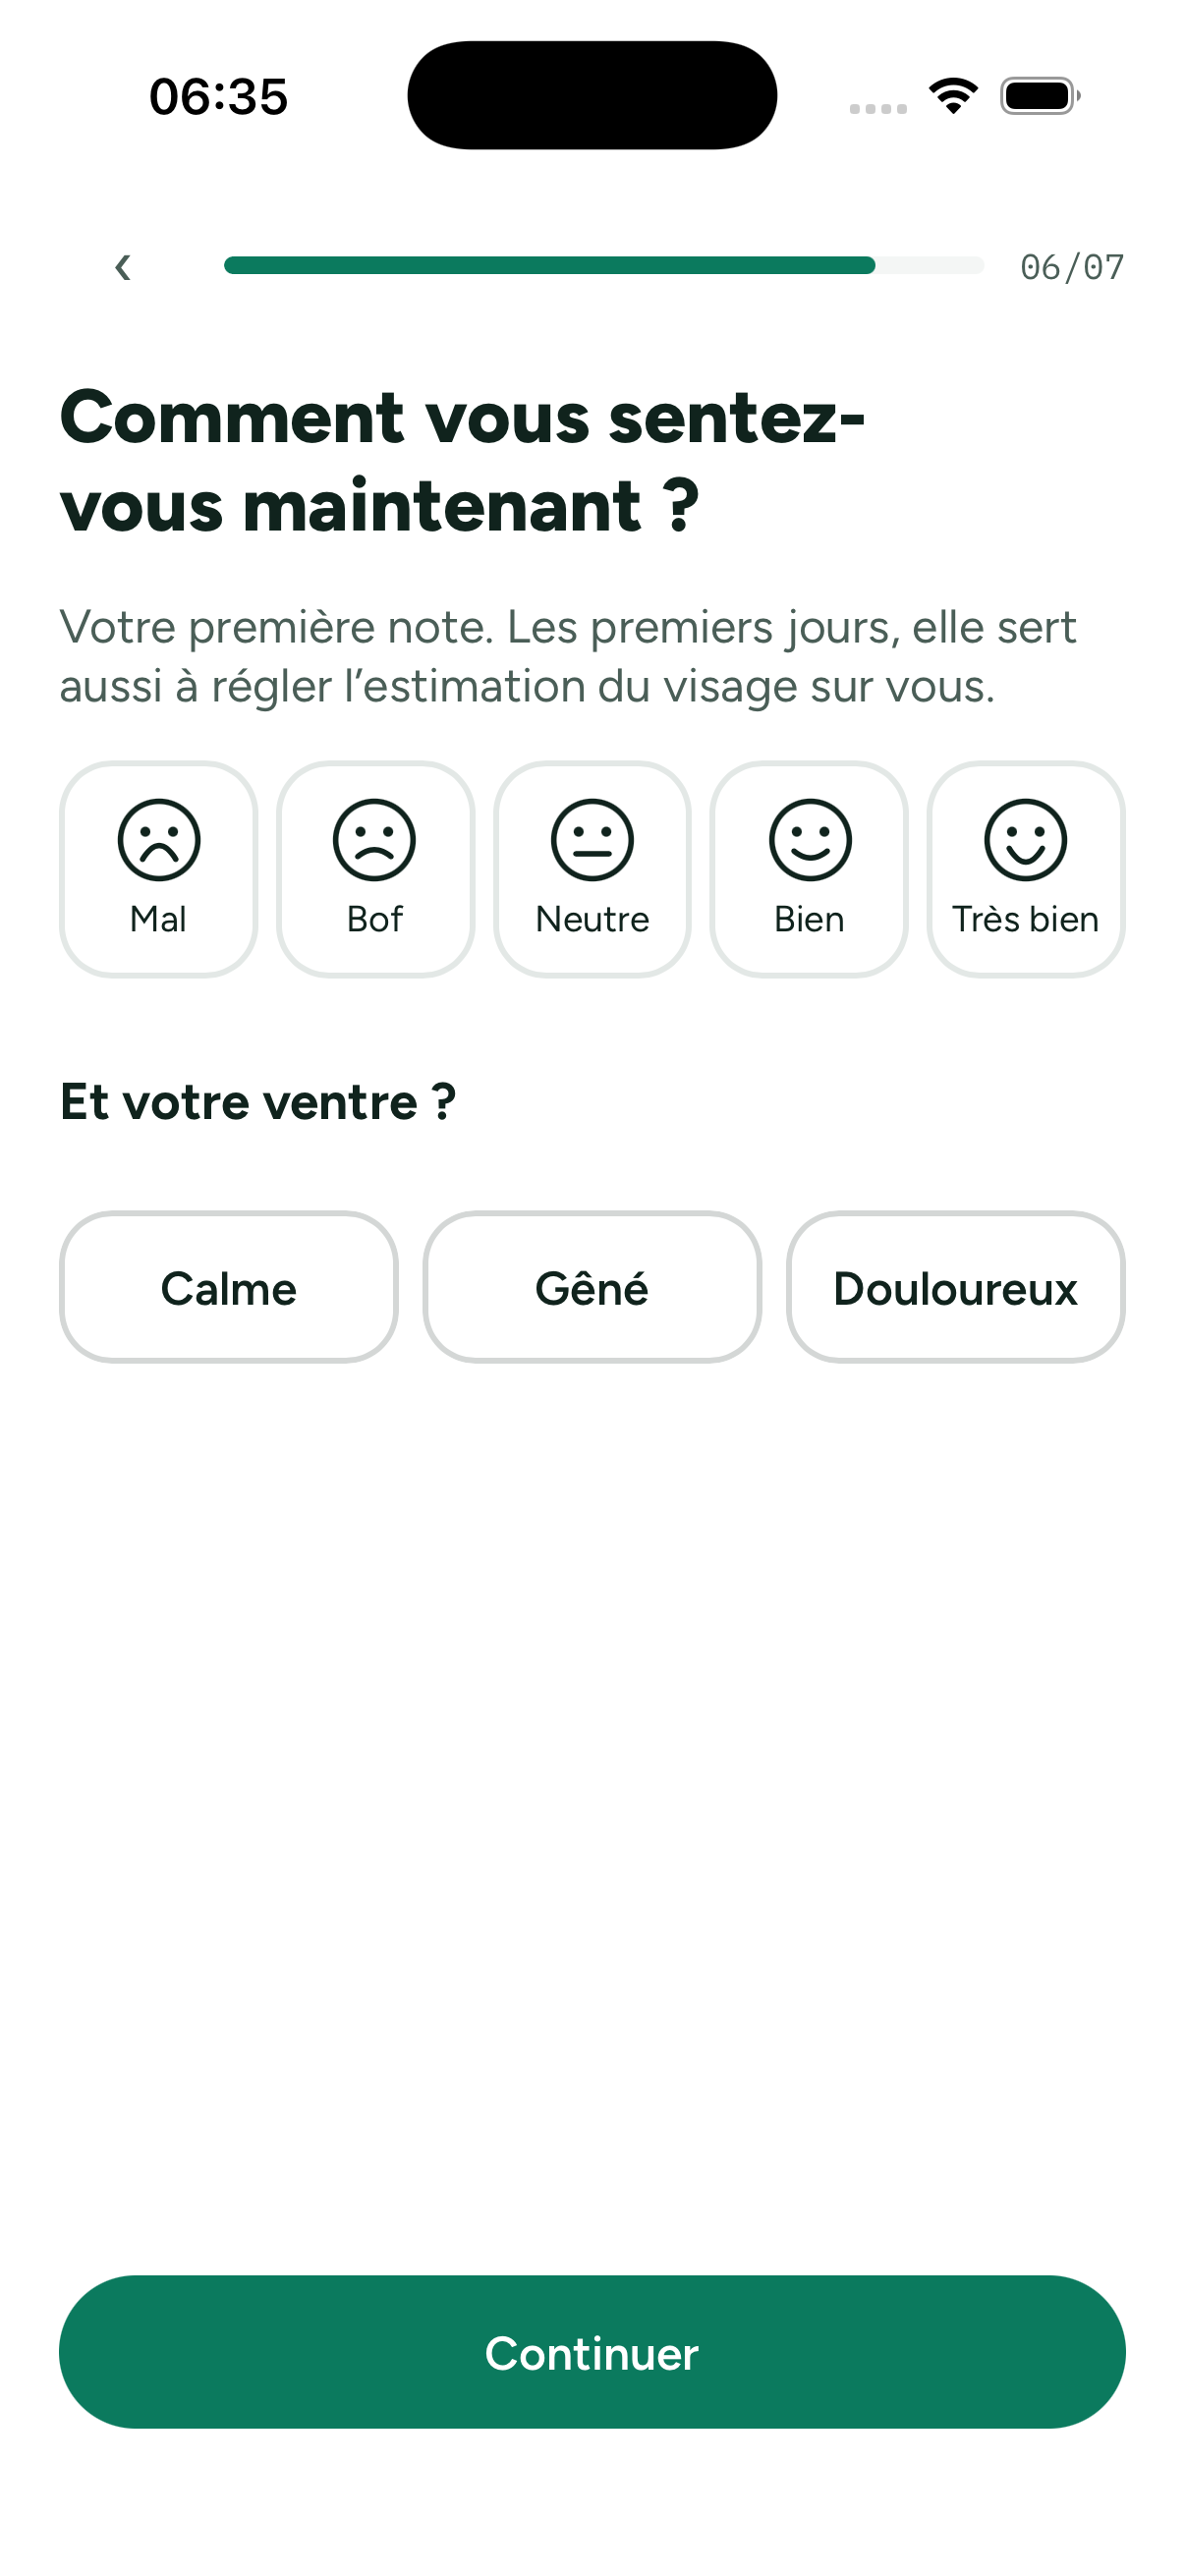 06:35
06/07
Comment vous sentez-
vous maintenant ?
Votre première note. Les premiers jours, elle sert
aussi à régler l’estimation du visage sur vous.
Mal
Bof
Neutre
Bien
Très bien
Et votre ventre ?
Calme
Gêné
Douloureux
Continuer